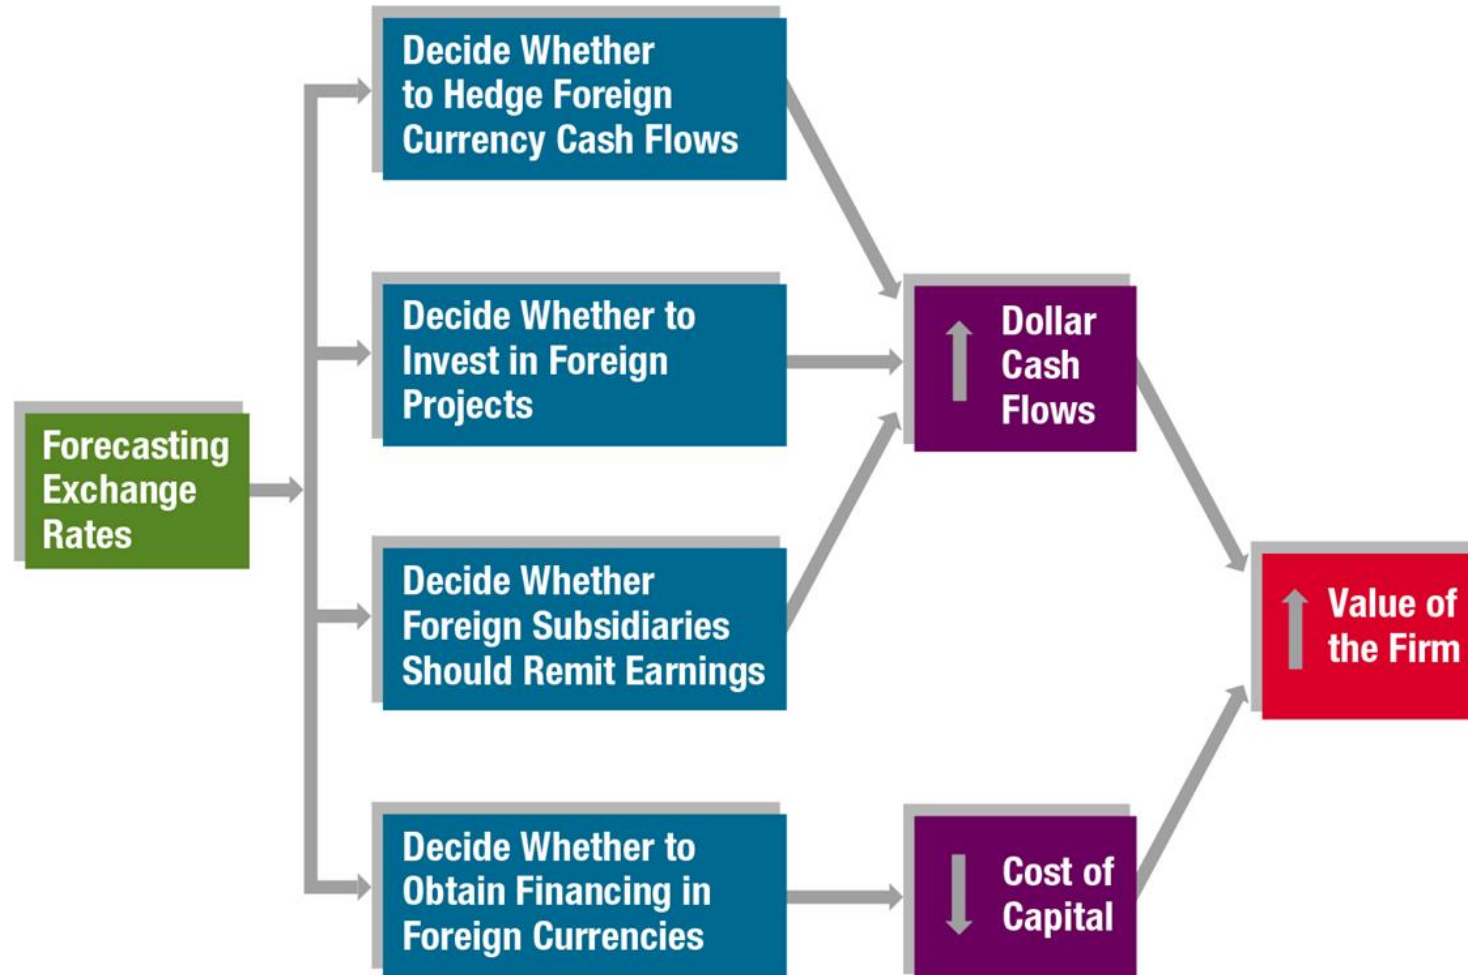 Forecasting
Exchange
Rates
Decide Whether
to Hedge Foreign
Currency Cash Flows
Decide Whether to
Invest in Foreign
Projects
Decide Whether
Foreign Subsidiaries
Should Remit Earnings
Decide Whether to
Obtain Financing in
Foreign Currencies
Dollar
Cash
Flows
Cost of
Capital
Value of
the Firm